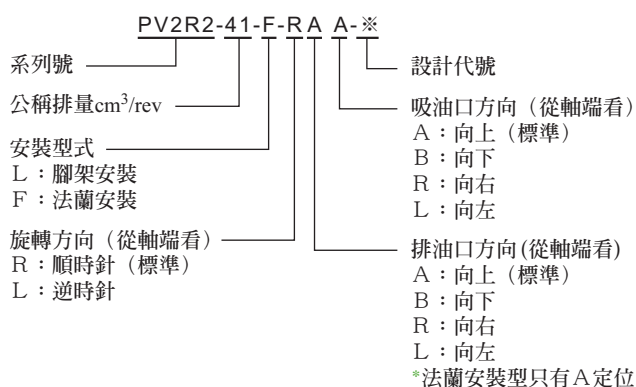 PV2R2-41-F-RA A-※
系列號
公稱排量cm³/rev
安裝型式
L：腳架安裝
F：法蘭安裝
旋轉方向（從軸端看）
R：順時針（標準）
L：逆時針
設計代號
吸油口方向（從軸端看）
A：向上（標準）
B：向下
R：向右
L：向左
排油口方向(從軸端看)
A：向上（標準）
B：向下
R：向右
L：向左
*法蘭安裝型只有A定位